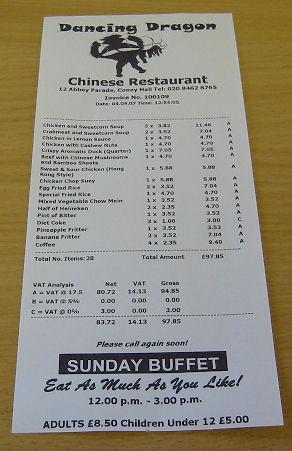 Dancing Dragon
Chinese Restaurant
12 Abbey Parade, Coney Hall Tel: 020 8462 8765
Invoice No. 100109
Date: 04.04.07 Time: 12:54:05
Chicken and Sweetcorn Soup 3 x 3.82 11.46 A
Crabmeat and Sweetcorn Soup 2 x 3.52 7.04 A
Chicken in Lemon Sauce 1 x 4.70 4.70 A
Chicken with Cashew Nuts 1 x 4.70 4.70 A
Crispy Aromatic Duck (Quarter) 1 x 7.05 7.05 A
Beef with Chinese Mushrooms 1 x 4.70 4.70 A
and Bamboo Shoots
Sweet & Sour Chicken (Hong 1 x 5.88 5.88 A
Kong Style)
Chicken Chop Suey 1 x 5.88 5.88 A
Egg Fried Rice 2 x 3.52 7.04 A
Special Fried Rice 1 x 4.70 4.70 A
Mixed Vegetable Chow Mein 1 x 3.52 3.52 A
Half of Heineken 2 x 2.35 4.70 A
Pint of Bitter 1 x 3.52 3.52 A
Diet Coke 3 x 1.00 3.00 C
Pineapple Fritter 1 x 3.52 3.52 A
Banana Fritter 2 x 3.52 7.04 A
Coffee 4 x 2.35 9.40 A
Total No. Items: 28 Total Amount £97.85
VAT Analysis Net VAT Gross
A = VAT @ 17.5 80.72 14.13 94.85
B = VAT @ 5% 0.00 0.00 0.00
C = VAT @ 0% 3.00 0.00 3.00
83.72 14.13 97.85
Please call again soon!
SUNDAY BUFFET
Eat As Much As You Like!
12.00 p.m. - 3.00 p.m.
ADULTS £8.50 Children Under 12 £5.00